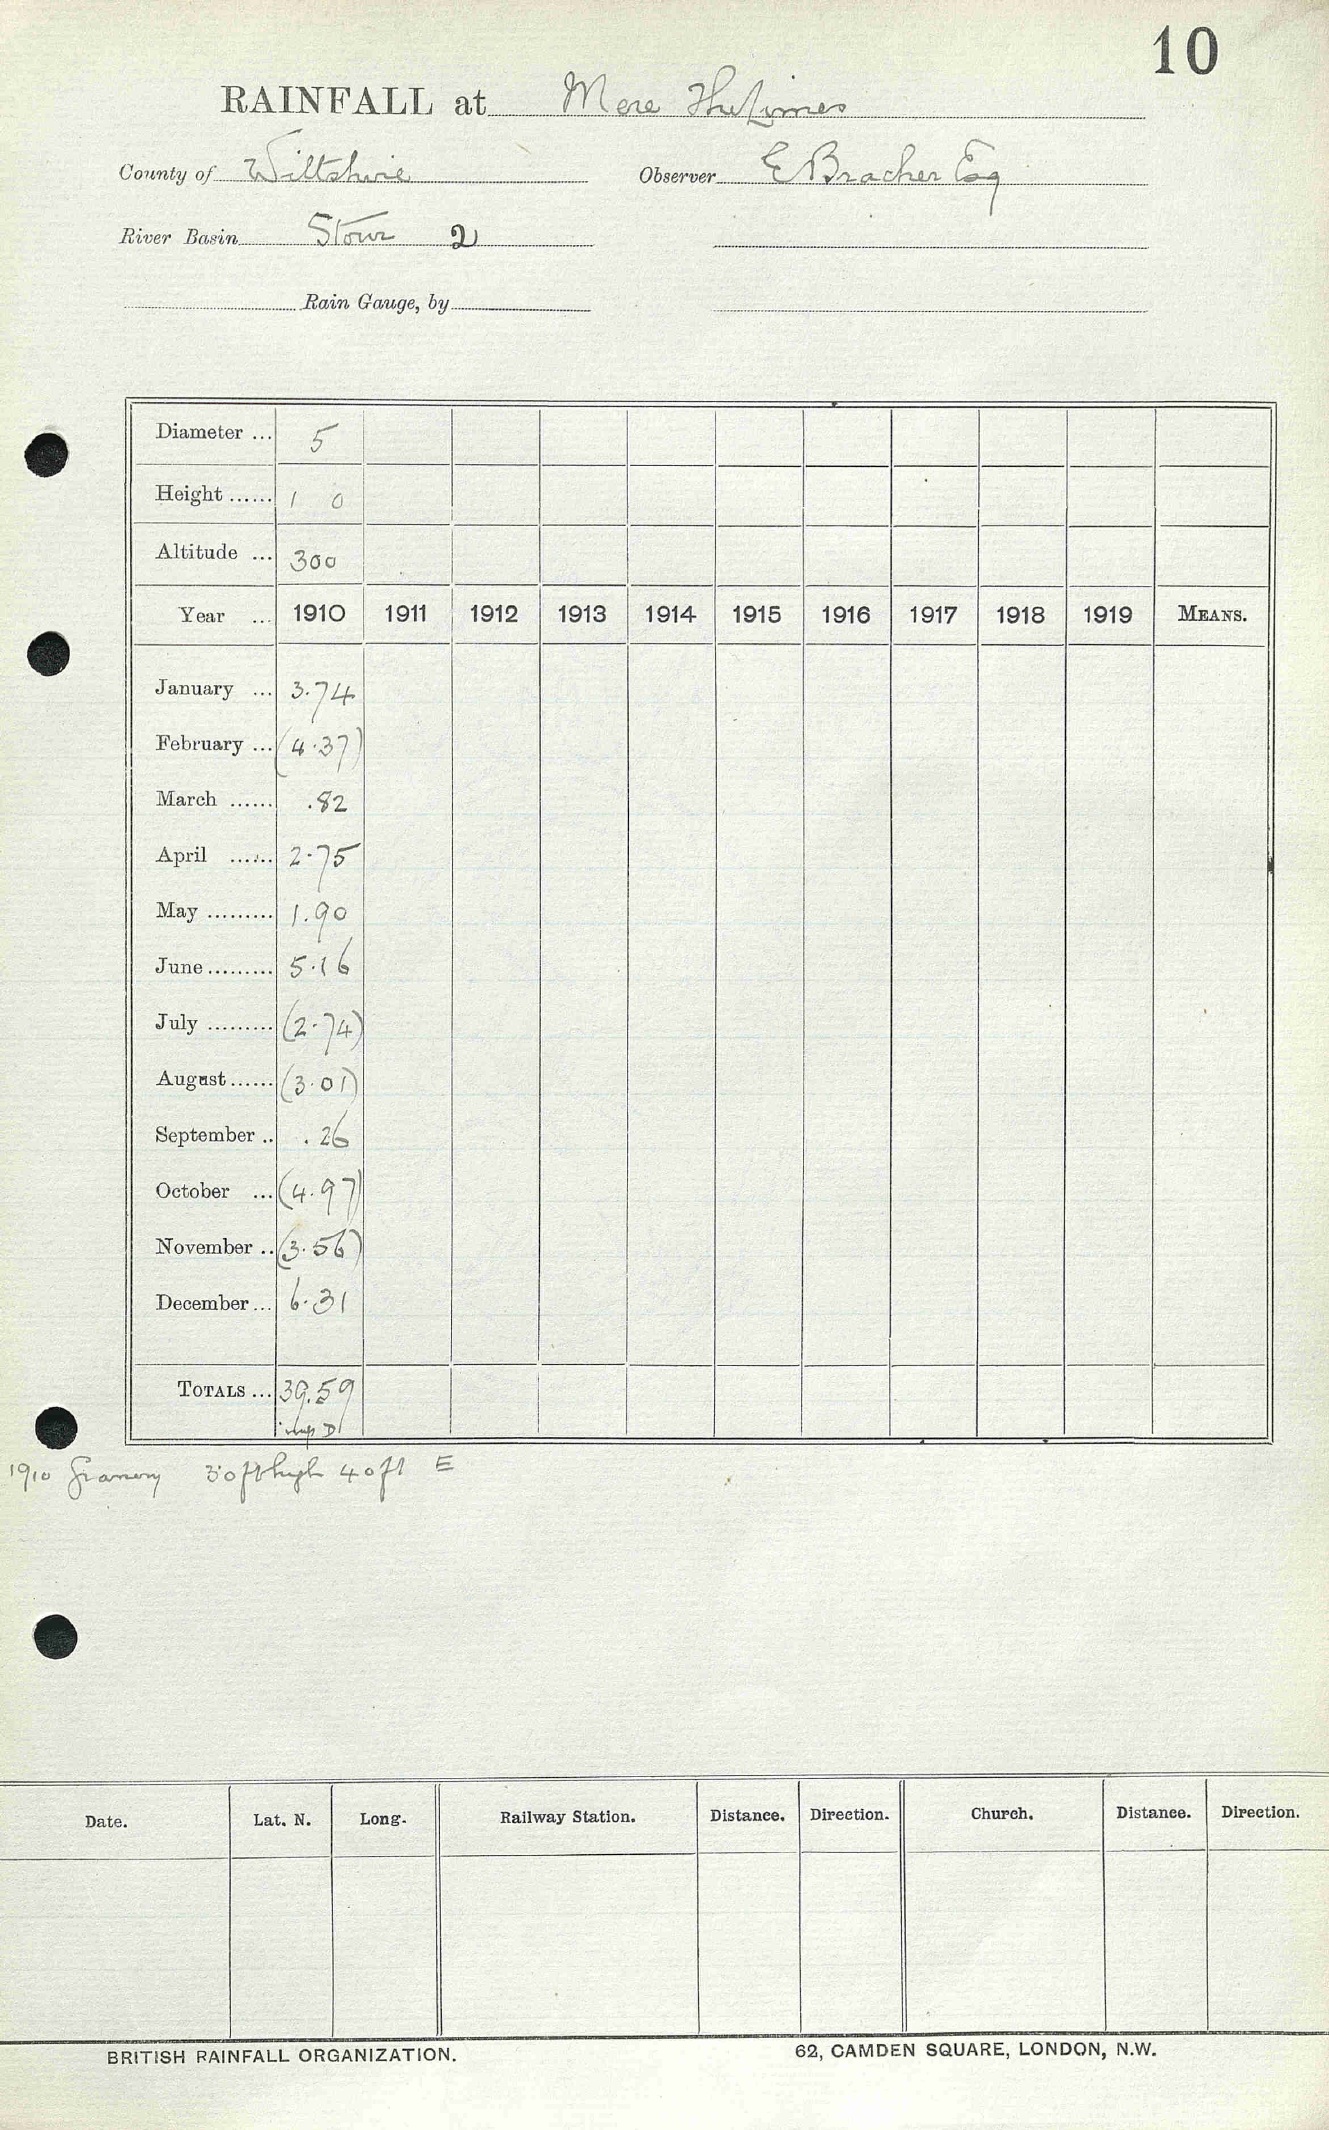 10
RAINFALL at Mere The Limes
County of Wiltshire Observer E Bracher Esq
River Basin Stour 2
Rain Gauge, by
Diameter ... 5
Height ...... 1 0
Altitude ... 300
Year ... 1910 1911 1912 1913 1914 1915 1916 1917 1918 1919 MEANS.
January ... 3.74
February ... (4.37)
March ...... .82
April ...... 2.75
May ......... 1.90
June ......... 5.16
July ......... (2.74)
August ...... (3.01)
September .. .26
October ... (4.97)
November .. (3.56)
December ... 6.31
TOTALS ... 39.59
D
1910 Granary 30ft high 40ft E
Date. Lat. N. Long. Railway Station. Distance. Direction. Church. Distance. Direction.
BRITISH RAINFALL ORGANIZATION. 62, CAMDEN SQUARE, LONDON, N.W.